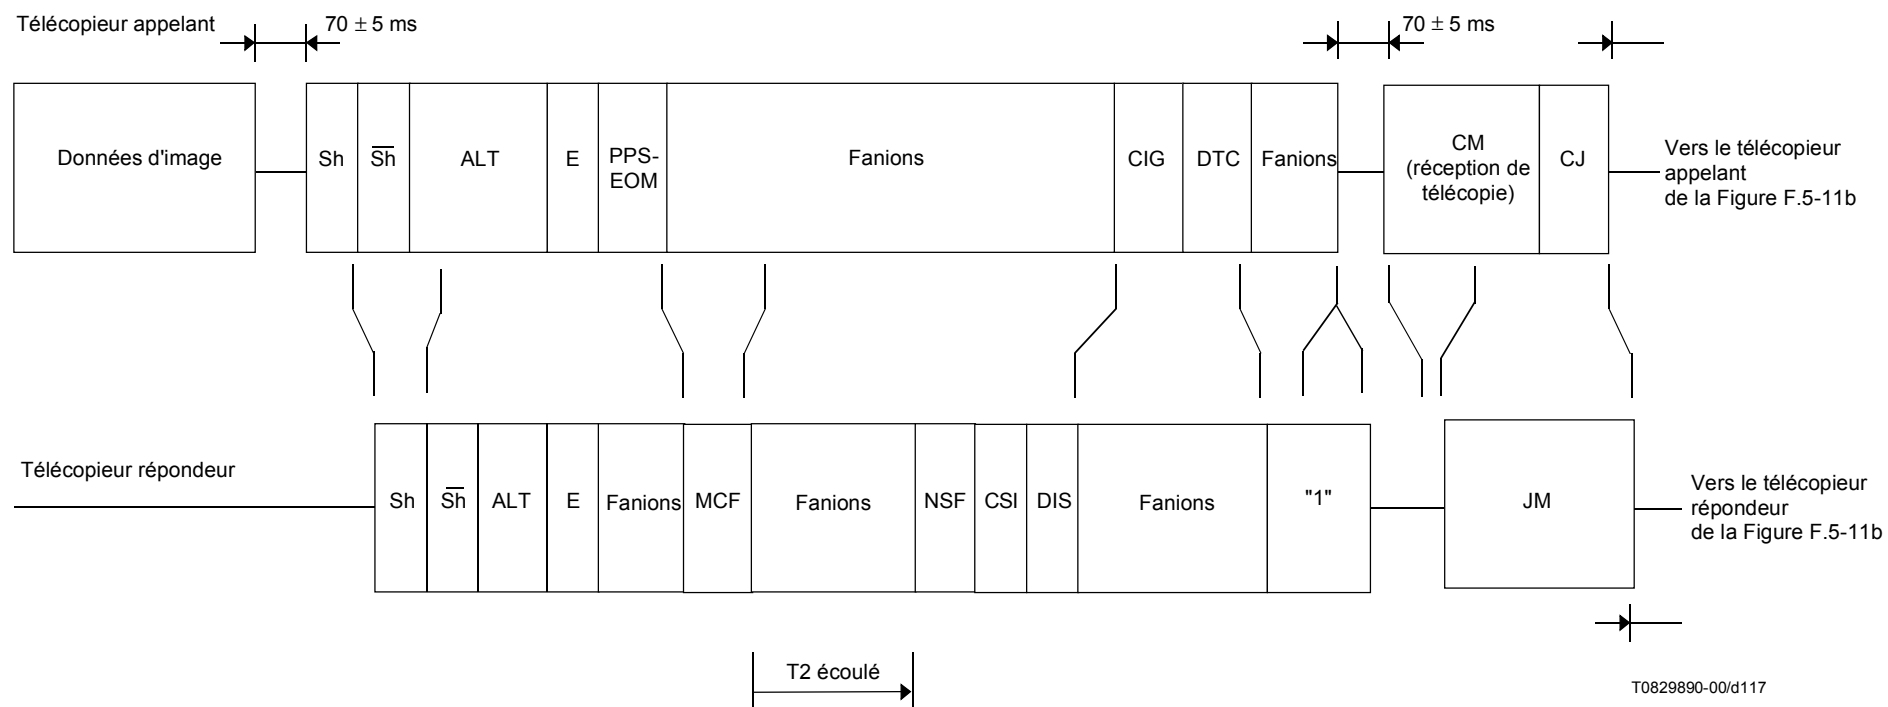 Télécopieur appelant
70 ± 5 ms
70 ± 5 ms
Données d'image
Sh
S̅h̅
ALT
E
PPS-
EOM
Fanions
CIG
DTC
Fanions
CM
(réception de
télécopie)
CJ
Vers le télécopieur
appelant
de la Figure F.5-11b
Télécopieur répondeur
Sh
S̅h̅
ALT
E
Fanions
MCF
Fanions
NSF
CSI
DIS
Fanions
"1"
JM
Vers le télécopieur
répondeur
de la Figure F.5-11b
T2 écoulé
T0829890-00/d117